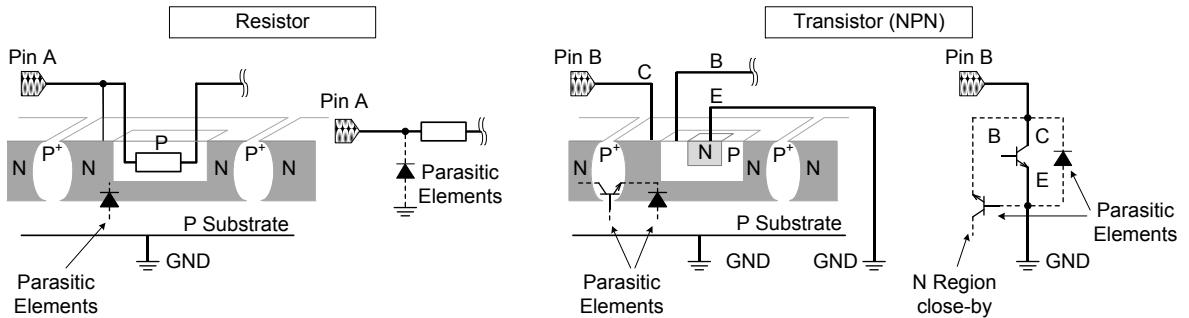 Resistor
Pin A
N
P+
N
P
N
P+
N
P Substrate
GND
Parasitic
Elements
Pin A
Parasitic
Elements
Transistor (NPN)
Pin B
C
B
E
N
P+
N
N
P
P+
N
P Substrate
GND
GND
Parasitic
Elements
Pin B
B
C
E
Parasitic
Elements
GND
N Region
close-by